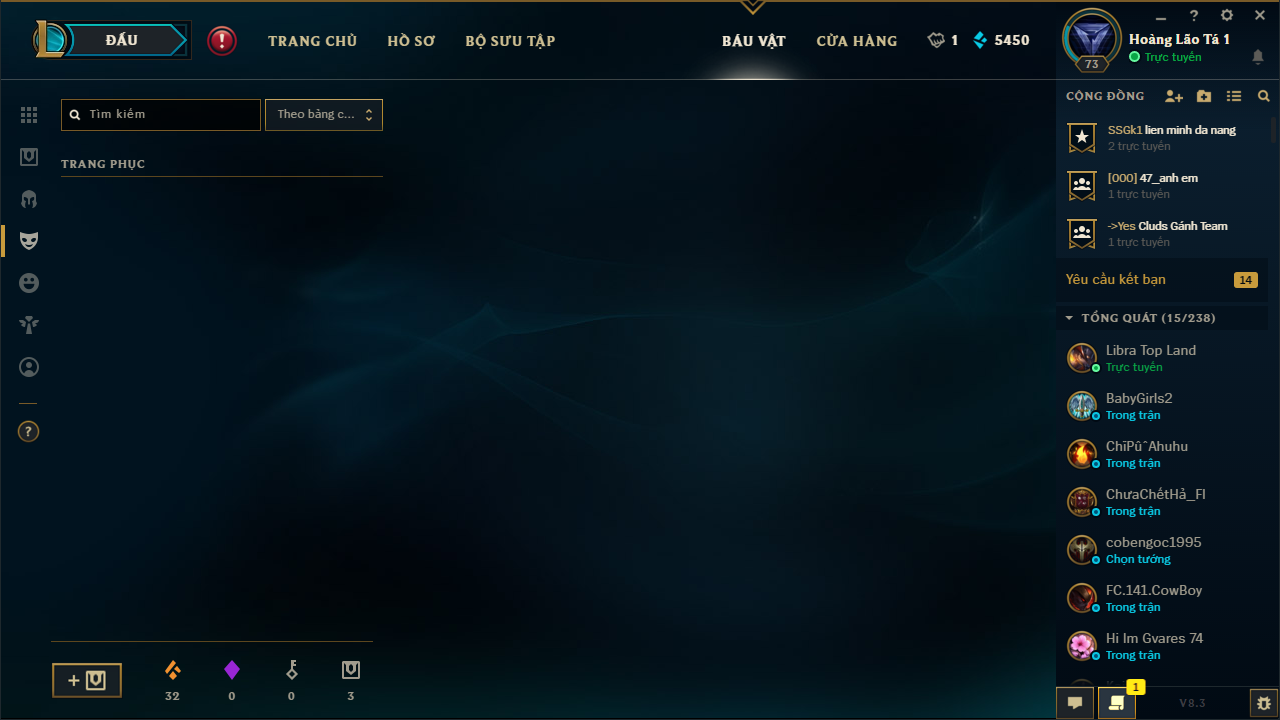 ĐẤU
TRANG CHỦ
HỒ SƠ
BỘ SƯU TẬP
BÁU VẬT
CỬA HÀNG
1
5450
Hoàng Lão Tá 1
Trực tuyến
73
Tìm kiếm
Theo bảng c...
TRANG PHỤC
?
32
0
0
3
CỘNG ĐỒNG
SSGk1 lien minh da nang
2 trực tuyến
[000] 47_anh em
1 trực tuyến
->Yes Cluds Gánh Team
1 trực tuyến
Yêu cầu kết bạn
14
TỔNG QUÁT (15/238)
Libra Top Land
Trực tuyến
BabyGirls2
Trong trận
ChĩPûˆAhuhu
Trong trận
ChưaChếtHả_Fl
Trong trận
cobengoc1995
Chọn tướng
FC.141.CowBoy
Trong trận
Hi Im Gvares 74
Trong trận
1
V8.3